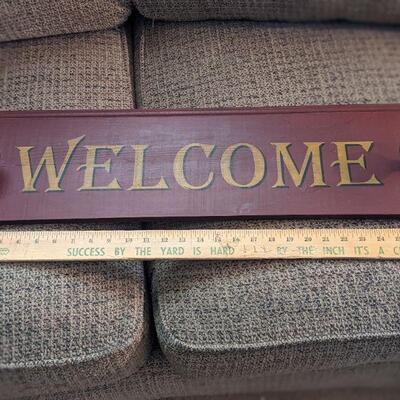 WELCOME
SUCCESS BY THE YARD IS HARD BY THE INCH IT'S A